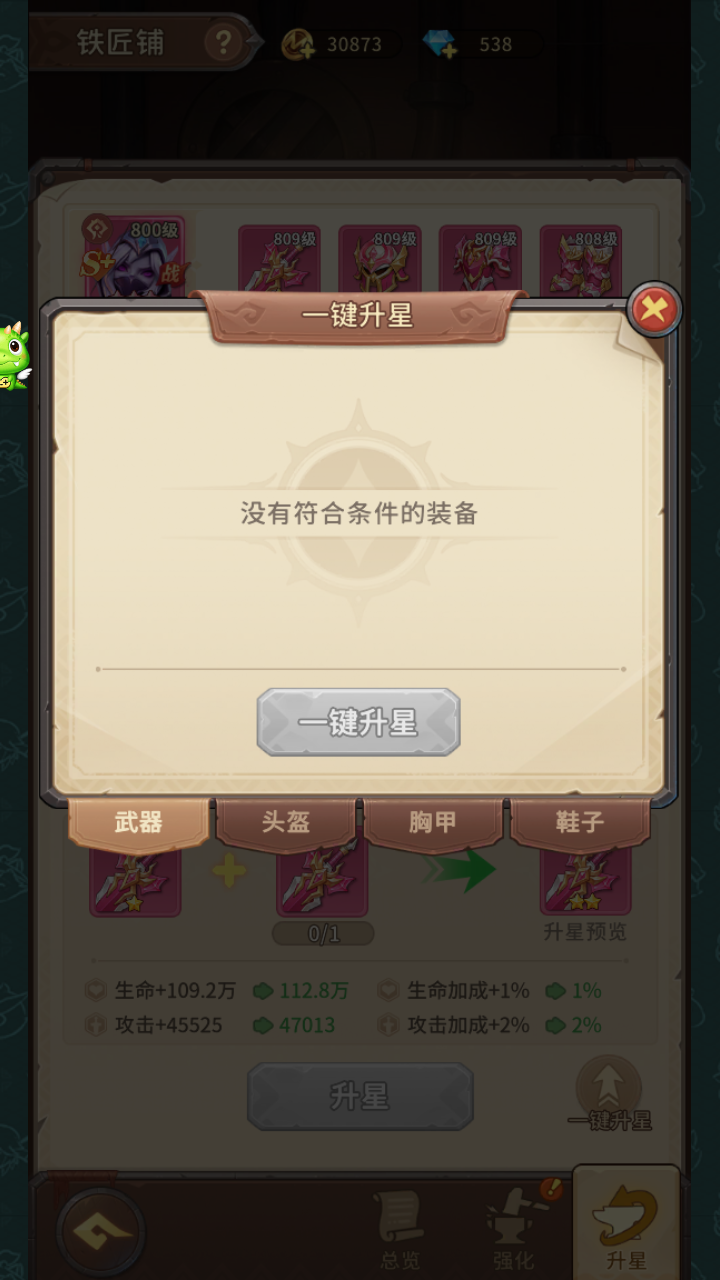 铁匠铺 ? 30873 538
800级 809级 809级 809级 808级
S+ 战
一键升星
没有符合条件的装备
一键升星
武器 头盔 胸甲 鞋子
0/1 升星预览
生命+109.2万 112.8万 生命加成+1% 1%
攻击+45525 47013 攻击加成+2% 2%
升星 一键升星
总览 强化 升星